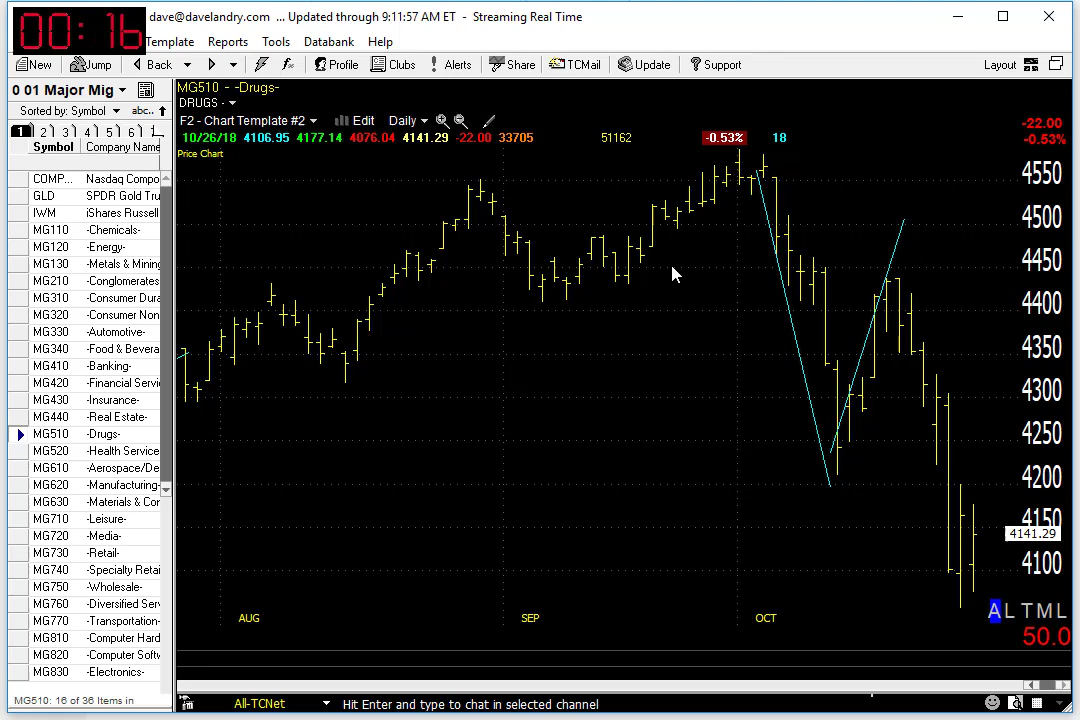 00:16
dave@davelandry.com ... Updated through 9:11:57 AM ET - Streaming Real Time
Template Reports Tools Databank Help
New Jump Back Profile Clubs Alerts Share TCMail Update Support Layout
0 01 Major Mig
Sorted by: Symbol abc..
1 2 3 4 5 6
Symbol Company Name
COMP... Nasdaq Compo
GLD SPDR Gold Tru
IWM iShares Russell
MG110 -Chemicals-
MG120 -Energy-
MG130 -Metals & Mining
MG210 -Conglomerates
MG310 -Consumer Dura
MG320 -Consumer Non
MG330 -Automotive-
MG340 -Food & Bevera
MG410 -Banking-
MG420 -Financial Servi
MG430 -Insurance-
MG440 -Real Estate-
MG510 -Drugs-
MG520 -Health Service
MG610 -Aerospace/De
MG620 -Manufacturing-
MG630 -Materials & Cor
MG710 -Leisure-
MG720 -Media-
MG730 -Retail-
MG740 -Specialty Retai
MG750 -Wholesale-
MG760 -Diversified Serv
MG770 -Transportation-
MG810 -Computer Hard
MG820 -Computer Softw
MG830 -Electronics-
MG510: 16 of 36 Items in
MG510 - -Drugs-
DRUGS -
F2 - Chart Template #2 Edit Daily
10/26/18 4106.95 4177.14 4076.04 4141.29 -22.00 33705 51162 -0.53% 18
Price Chart
-22.00
-0.53%
4550
4500
4450
4400
4350
4300
4250
4200
4150
4141.29
4100
A L T M L
50.0
AUG SEP OCT
All-TCNet Hit Enter and type to chat in selected channel